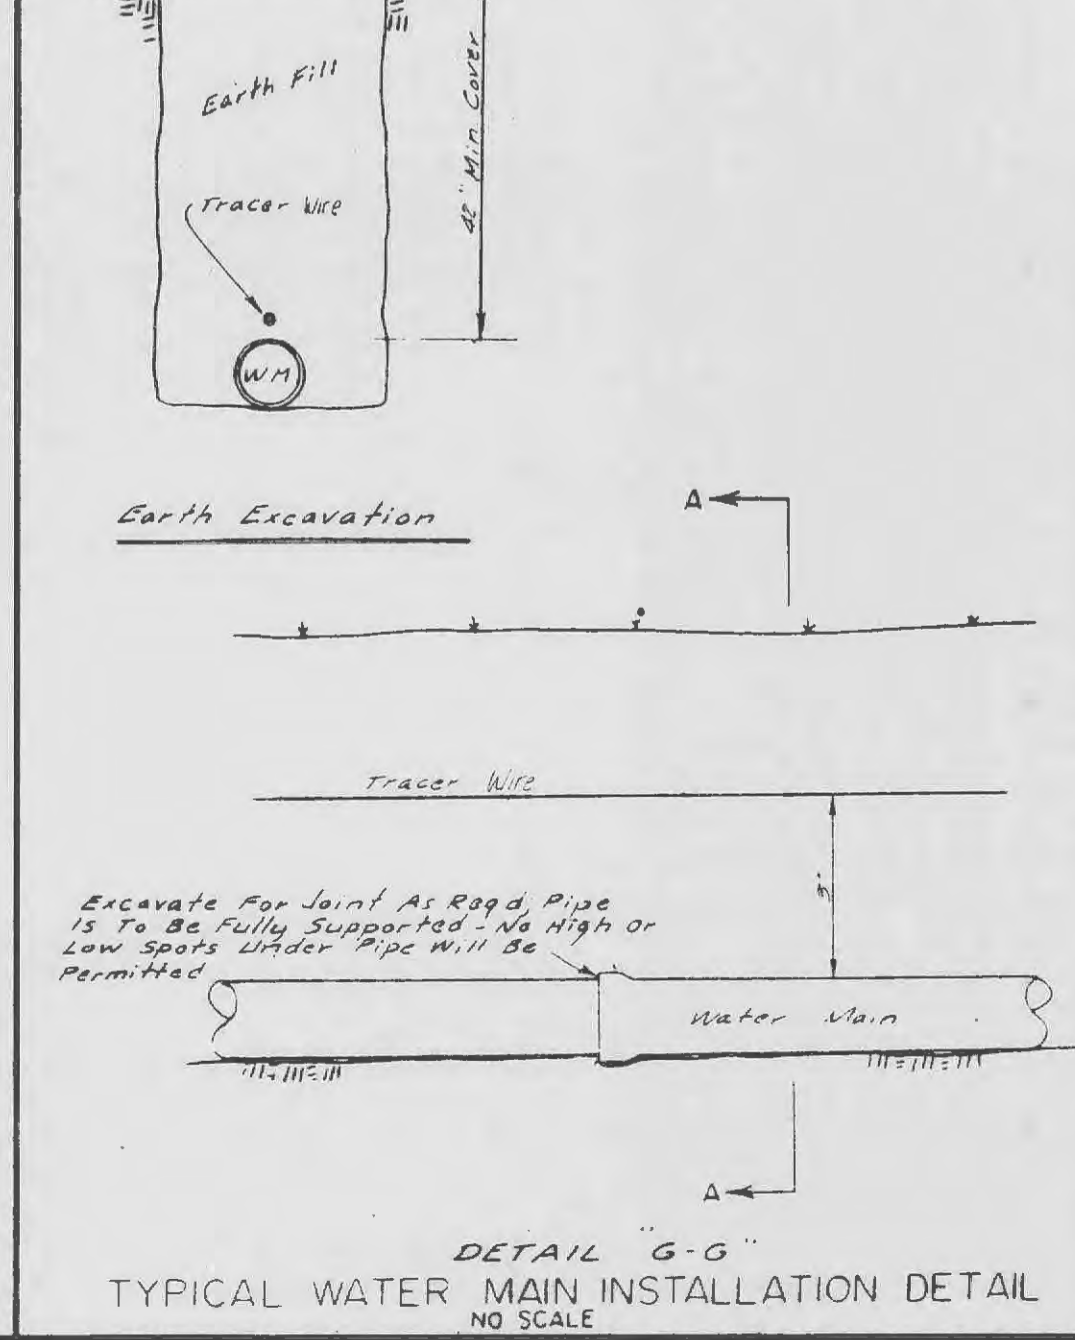 Earth Fill
42" Min Cover
Tracer Wire
WM
Earth Excavation
A
Tracer Wire
Excavate For Joint As Reqd, Pipe
Is To Be Fully Supported - No High Or
Low Spots Under Pipe Will Be
Permitted
Water Main
A
DETAIL "G-G"
TYPICAL WATER MAIN INSTALLATION DETAIL
NO SCALE